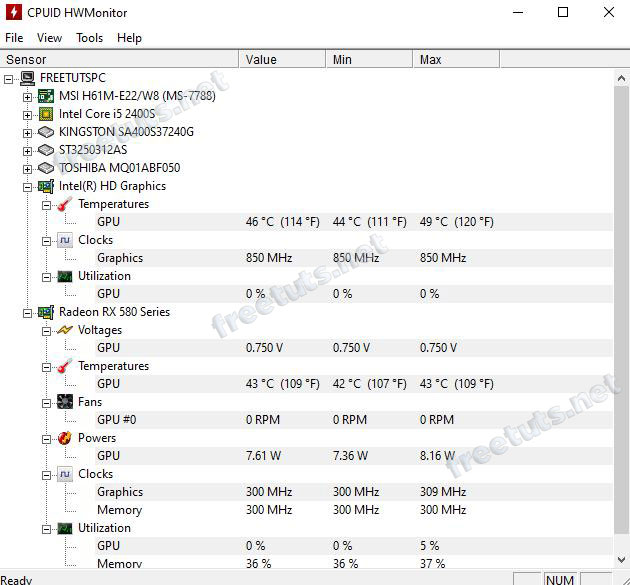 CPUID HWMonitor
File View Tools Help
Sensor Value Min Max
FREETUTSPC
MSI H61M-E22/W8 (MS-7788)
Intel Core i5 2400S
KINGSTON SA400S37240G
ST3250312AS
TOSHIBA MQ01ABF050
Intel(R) HD Graphics
Temperatures
GPU 46 °C (114 °F) 44 °C (111 °F) 49 °C (120 °F)
Clocks
Graphics 850 MHz 850 MHz 850 MHz
Utilization
GPU 0 % 0 % 0 %
Radeon RX 580 Series
Voltages
GPU 0.750 V 0.750 V 0.750 V
Temperatures
GPU 43 °C (109 °F) 42 °C (107 °F) 43 °C (109 °F)
Fans
GPU #0 0 RPM 0 RPM 0 RPM
Powers
GPU 7.61 W 7.36 W 8.16 W
Clocks
Graphics 300 MHz 300 MHz 309 MHz
Memory 300 MHz 300 MHz 300 MHz
Utilization
GPU 0 % 0 % 5 %
Memory 36 % 36 % 37 %
Ready NUM
freetuts.net
freetuts.net
freetuts.net